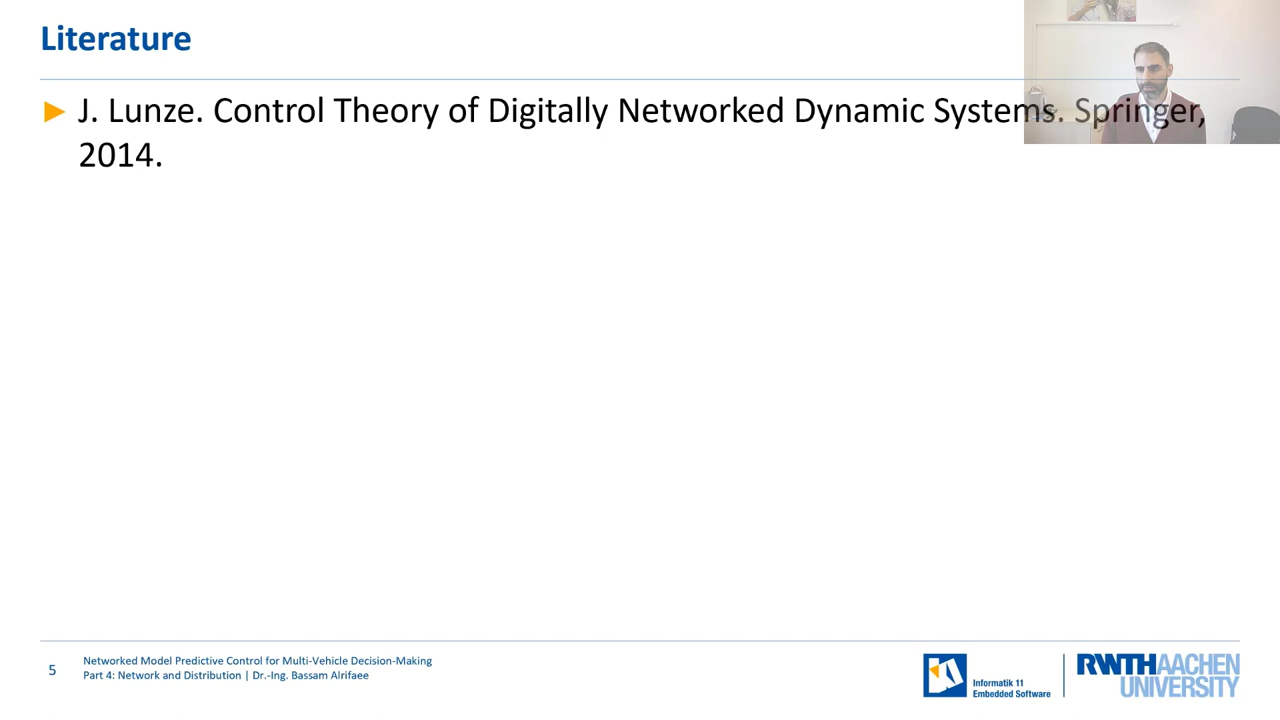 Literature
► J. Lunze. Control Theory of Digitally Networked Dynamic Systems. Springer,
2014.
5
Networked Model Predictive Control for Multi-Vehicle Decision-Making
Part 4: Network and Distribution | Dr.-Ing. Bassam Alrifaee
Informatik 11
Embedded Software
RWTHAACHEN
UNIVERSITY